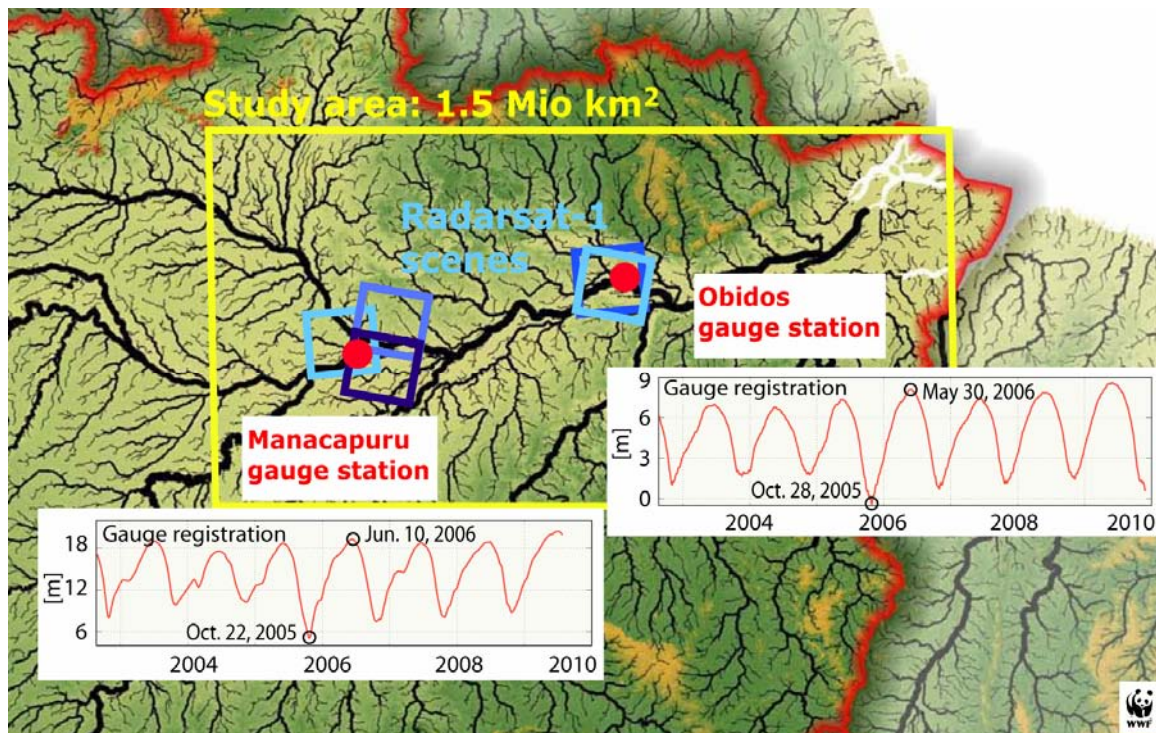 Study area: 1.5 Mio km²
Radarsat-1
scenes
Obidos
gauge station
Manacapuru
gauge station
Gauge registration
May 30, 2006
Oct. 28, 2005
[m]
9
6
3
0
2004 2006 2008 2010
Gauge registration
Jun. 10, 2006
Oct. 22, 2005
[m]
18
12
6
2004 2006 2008 2010
WWF